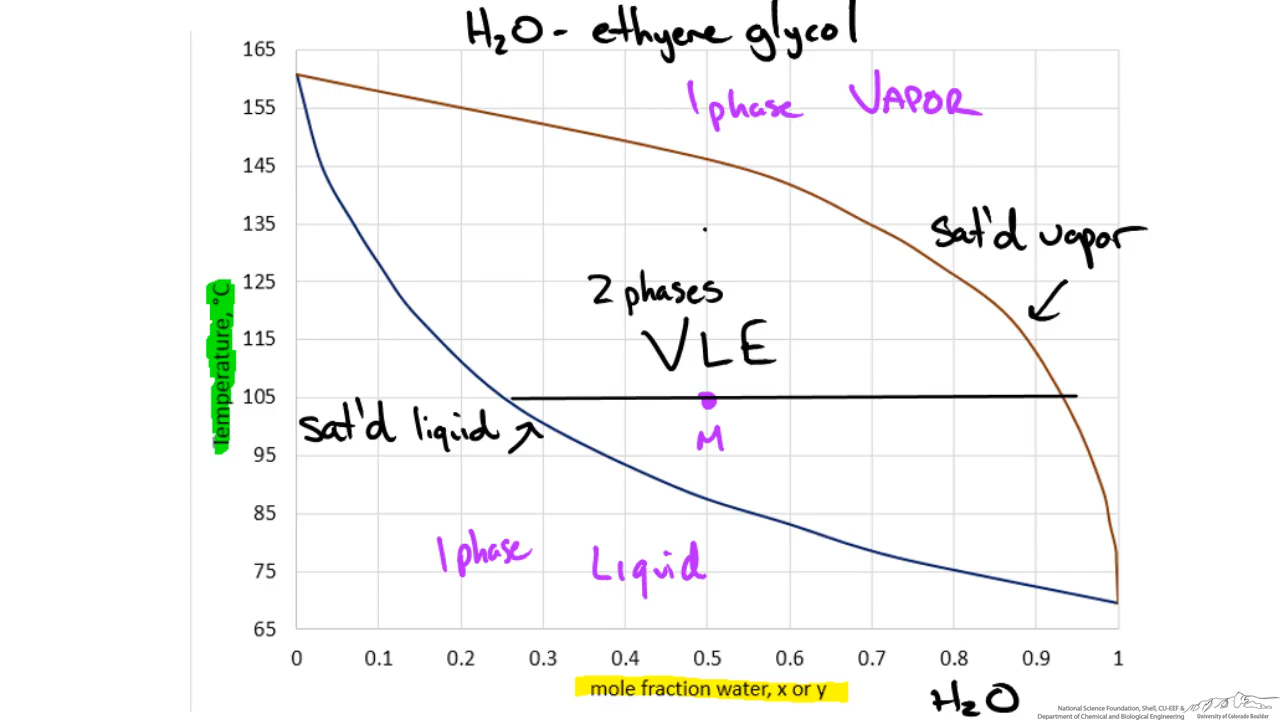 H₂O - ethyene glycol
165
155
145
135
125
115
105
95
85
75
65
Temperature, °C
1 phase VAPOR
sat'd vapor
2 phases
VLE
sat'd liquid
M
1 phase Liquid
0 0.1 0.2 0.3 0.4 0.5 0.6 0.7 0.8 0.9 1
mole fraction water, x or y
H₂O
National Science Foundation, Shell, CU-EEF &
Department of Chemical and Biological Engineering
University of Colorado Boulder